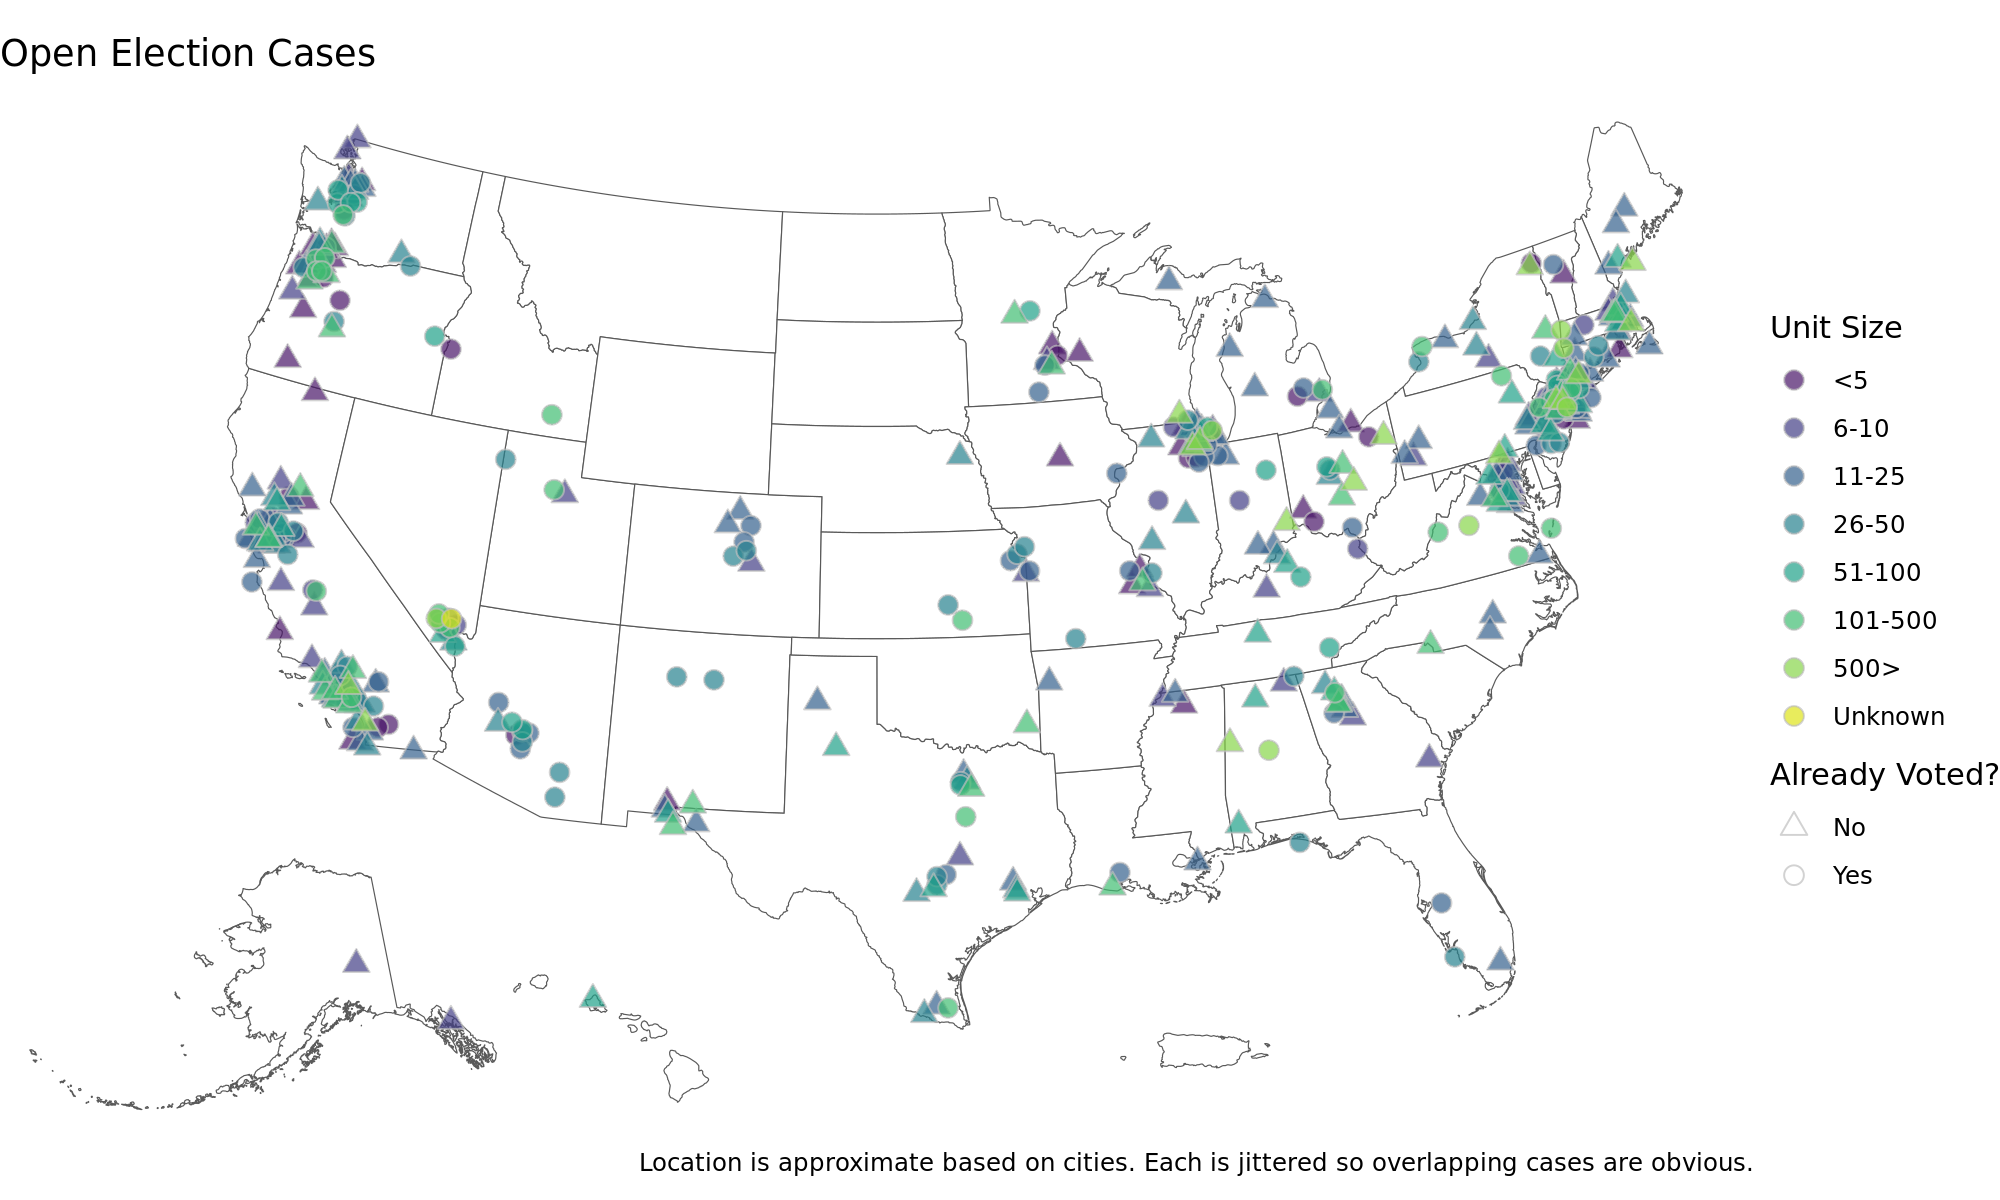 Open Election Cases
Unit Size
<5
6-10
11-25
26-50
51-100
101-500
500>
Unknown
Already Voted?
No
Yes
Location is approximate based on cities. Each is jittered so overlapping cases are obvious.